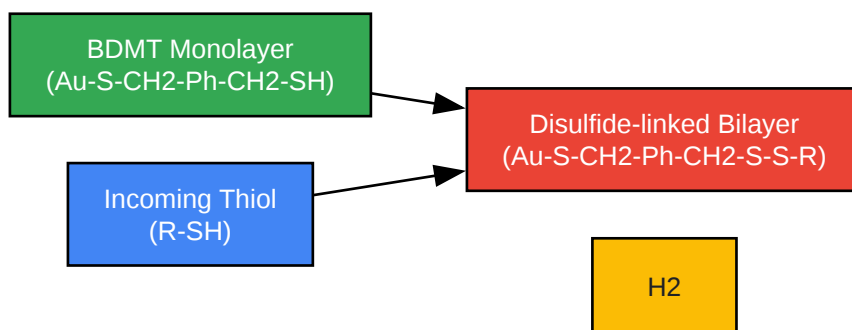 BDMT Monolayer
(Au-S-CH2-Ph-CH2-SH)
Disulfide-linked Bilayer
(Au-S-CH2-Ph-CH2-S-S-R)
Incoming Thiol
(R-SH)
H2